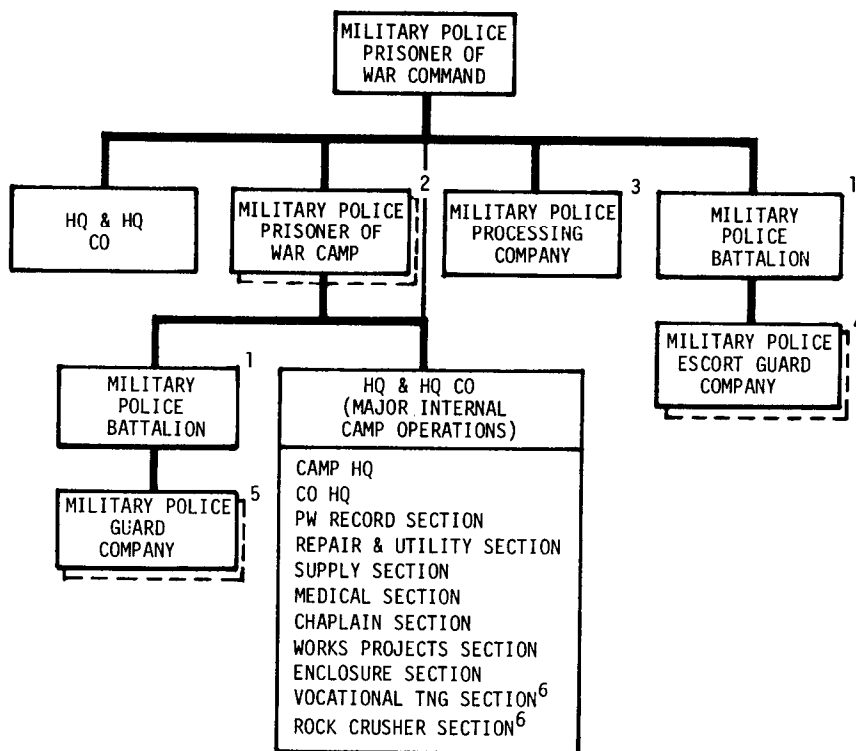 MILITARY POLICE
PRISONER OF
WAR COMMAND
HQ & HQ
CO
2
MILITARY POLICE
PRISONER OF
WAR CAMP
3
MILITARY POLICE
PROCESSING
COMPANY
1
MILITARY
POLICE
BATTALION
4
MILITARY POLICE
ESCORT GUARD
COMPANY
1
MILITARY
POLICE
BATTALION
5
MILITARY POLICE
GUARD
COMPANY
HQ & HQ CO
(MAJOR INTERNAL
CAMP OPERATIONS)
CAMP HQ
CO HQ
PW RECORD SECTION
REPAIR & UTILITY SECTION
SUPPLY SECTION
MEDICAL SECTION
CHAPLAIN SECTION
WORKS PROJECTS SECTION
ENCLOSURE SECTION
VOCATIONAL TNG SECTION6
ROCK CRUSHER SECTION6